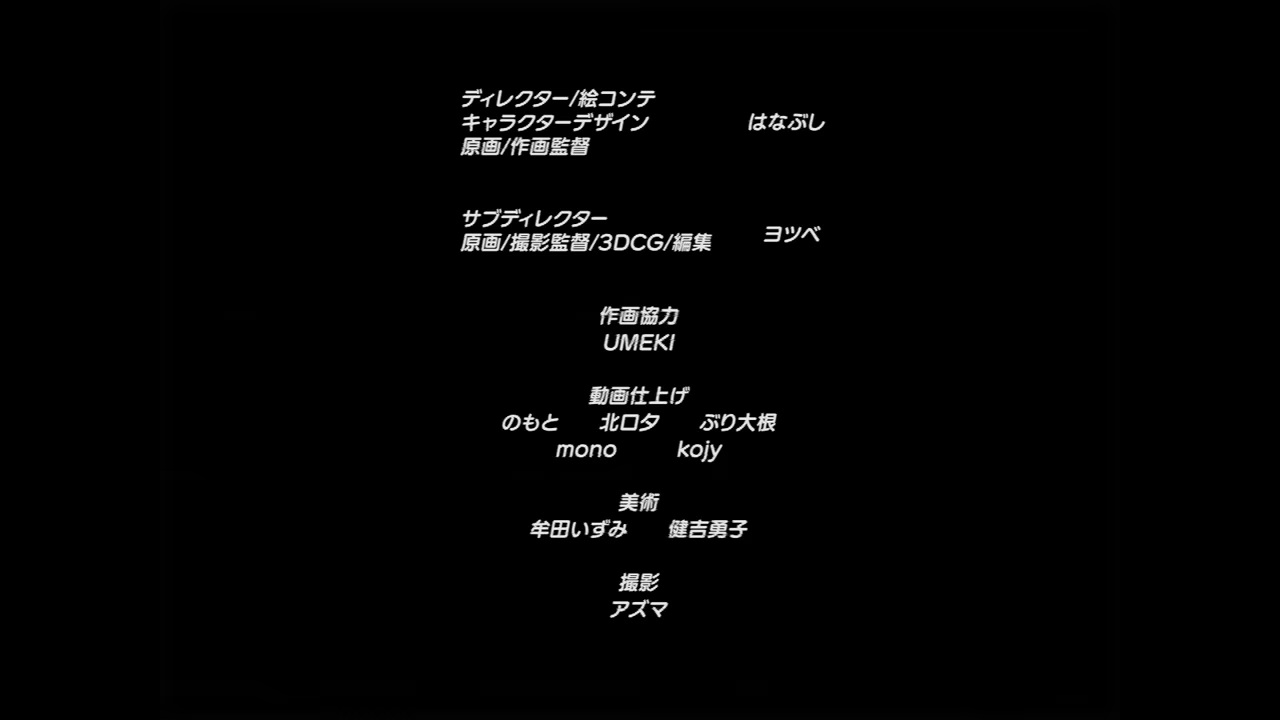 ディレクター/絵コンテ
キャラクターデザイン　はなぶし
原画/作画監督
サブディレクター
原画/撮影監督/3DCG/編集　ヨツベ
作画協力
UMEKI
動画仕上げ
のもと　北口夕　ぶり大根
mono　kojy
美術
牟田いずみ　健吉勇子
撮影
アズマ